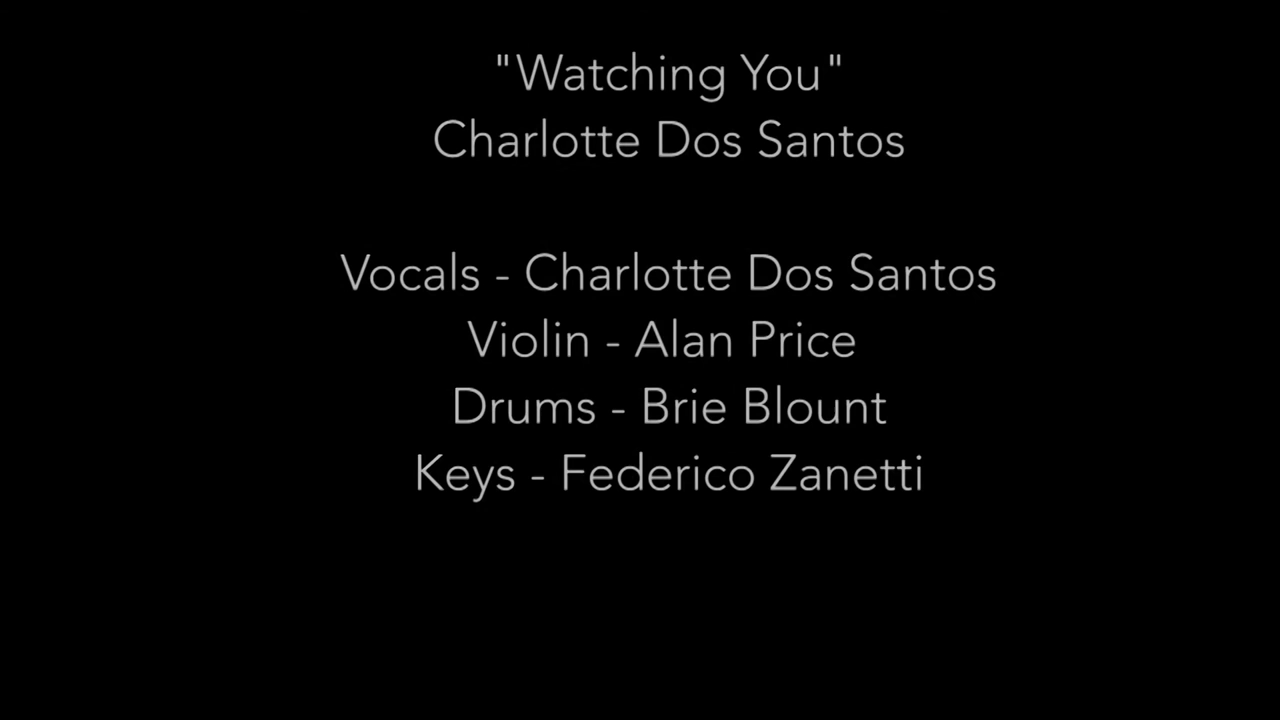 "Watching You"
Charlotte Dos Santos
Vocals - Charlotte Dos Santos
Violin - Alan Price
Drums - Brie Blount
Keys - Federico Zanetti